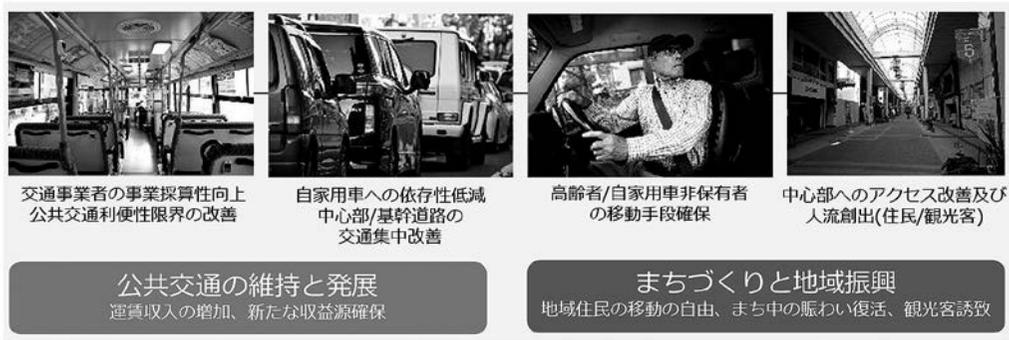 交通事業者の事業採算性向上
公共交通利便性限界の改善
自家用車への依存性低減
中心部/基幹道路の
交通集中改善
高齢者/自家用車非保有者
の移動手段確保
中心部へのアクセス改善及び
人流創出(住民/観光客)
公共交通の維持と発展
運賃収入の増加、新たな収益源確保
まちづくりと地域振興
地域住民の移動の自由、まち中の賑わい復活、観光客誘致